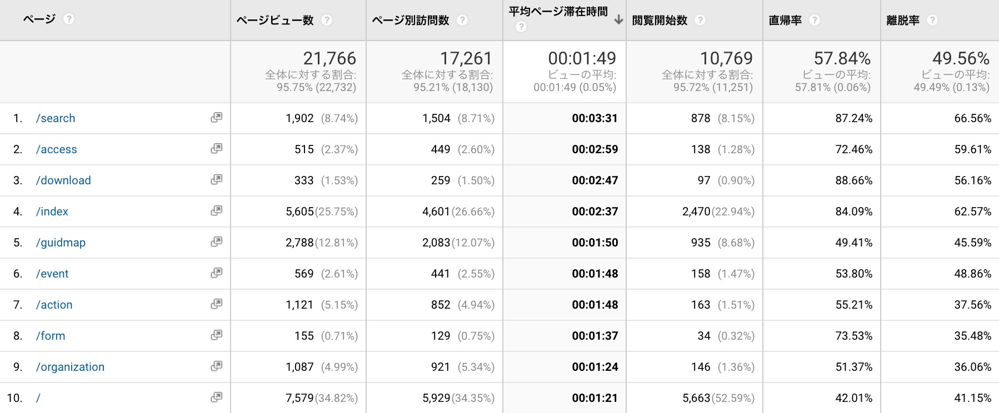 ページ ? ページビュー数 ? ページ別訪問数 ? 平均ページ滞在時間 ? ↓ 閲覧開始数 ? 直帰率 ? 離脱率 ?
21,766 17,261 00:01:49 10,769 57.84% 49.56%
全体に対する割合: 全体に対する割合: ビューの平均: 全体に対する割合: ビューの平均: ビューの平均:
95.75% (22,732) 95.21% (18,130) 00:01:49 (0.05%) 95.72% (11,251) 57.81% (0.06%) 49.49% (0.13%)
1. /search 1,902 (8.74%) 1,504 (8.71%) 00:03:31 878 (8.15%) 87.24% 66.56%
2. /access 515 (2.37%) 449 (2.60%) 00:02:59 138 (1.28%) 72.46% 59.61%
3. /download 333 (1.53%) 259 (1.50%) 00:02:47 97 (0.90%) 88.66% 56.16%
4. /index 5,605 (25.75%) 4,601 (26.66%) 00:02:37 2,470 (22.94%) 84.09% 62.57%
5. /guidmap 2,788 (12.81%) 2,083 (12.07%) 00:01:50 935 (8.68%) 49.41% 45.59%
6. /event 569 (2.61%) 441 (2.55%) 00:01:48 158 (1.47%) 53.80% 48.86%
7. /action 1,121 (5.15%) 852 (4.94%) 00:01:48 163 (1.51%) 55.21% 37.56%
8. /form 155 (0.71%) 129 (0.75%) 00:01:37 34 (0.32%) 73.53% 35.48%
9. /organization 1,087 (4.99%) 921 (5.34%) 00:01:24 146 (1.36%) 51.37% 36.06%
10. / 7,579 (34.82%) 5,929 (34.35%) 00:01:21 5,663 (52.59%) 42.01% 41.15%